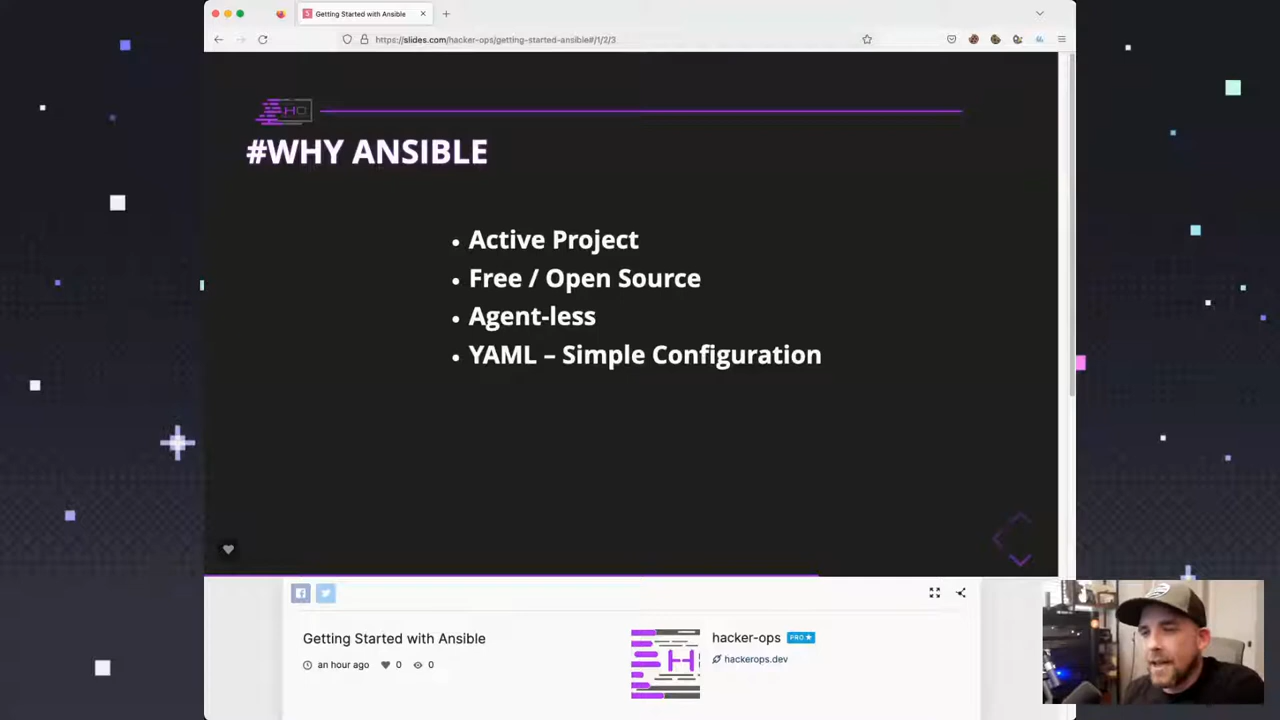 Getting Started with Ansible
https://slides.com/hacker-ops/getting-started-ansible#/1/2/3
HO
#WHY ANSIBLE
• Active Project
• Free / Open Source
• Agent-less
• YAML – Simple Configuration
Getting Started with Ansible
an hour ago 0 0
H
hacker-ops PRO
hackerops.dev